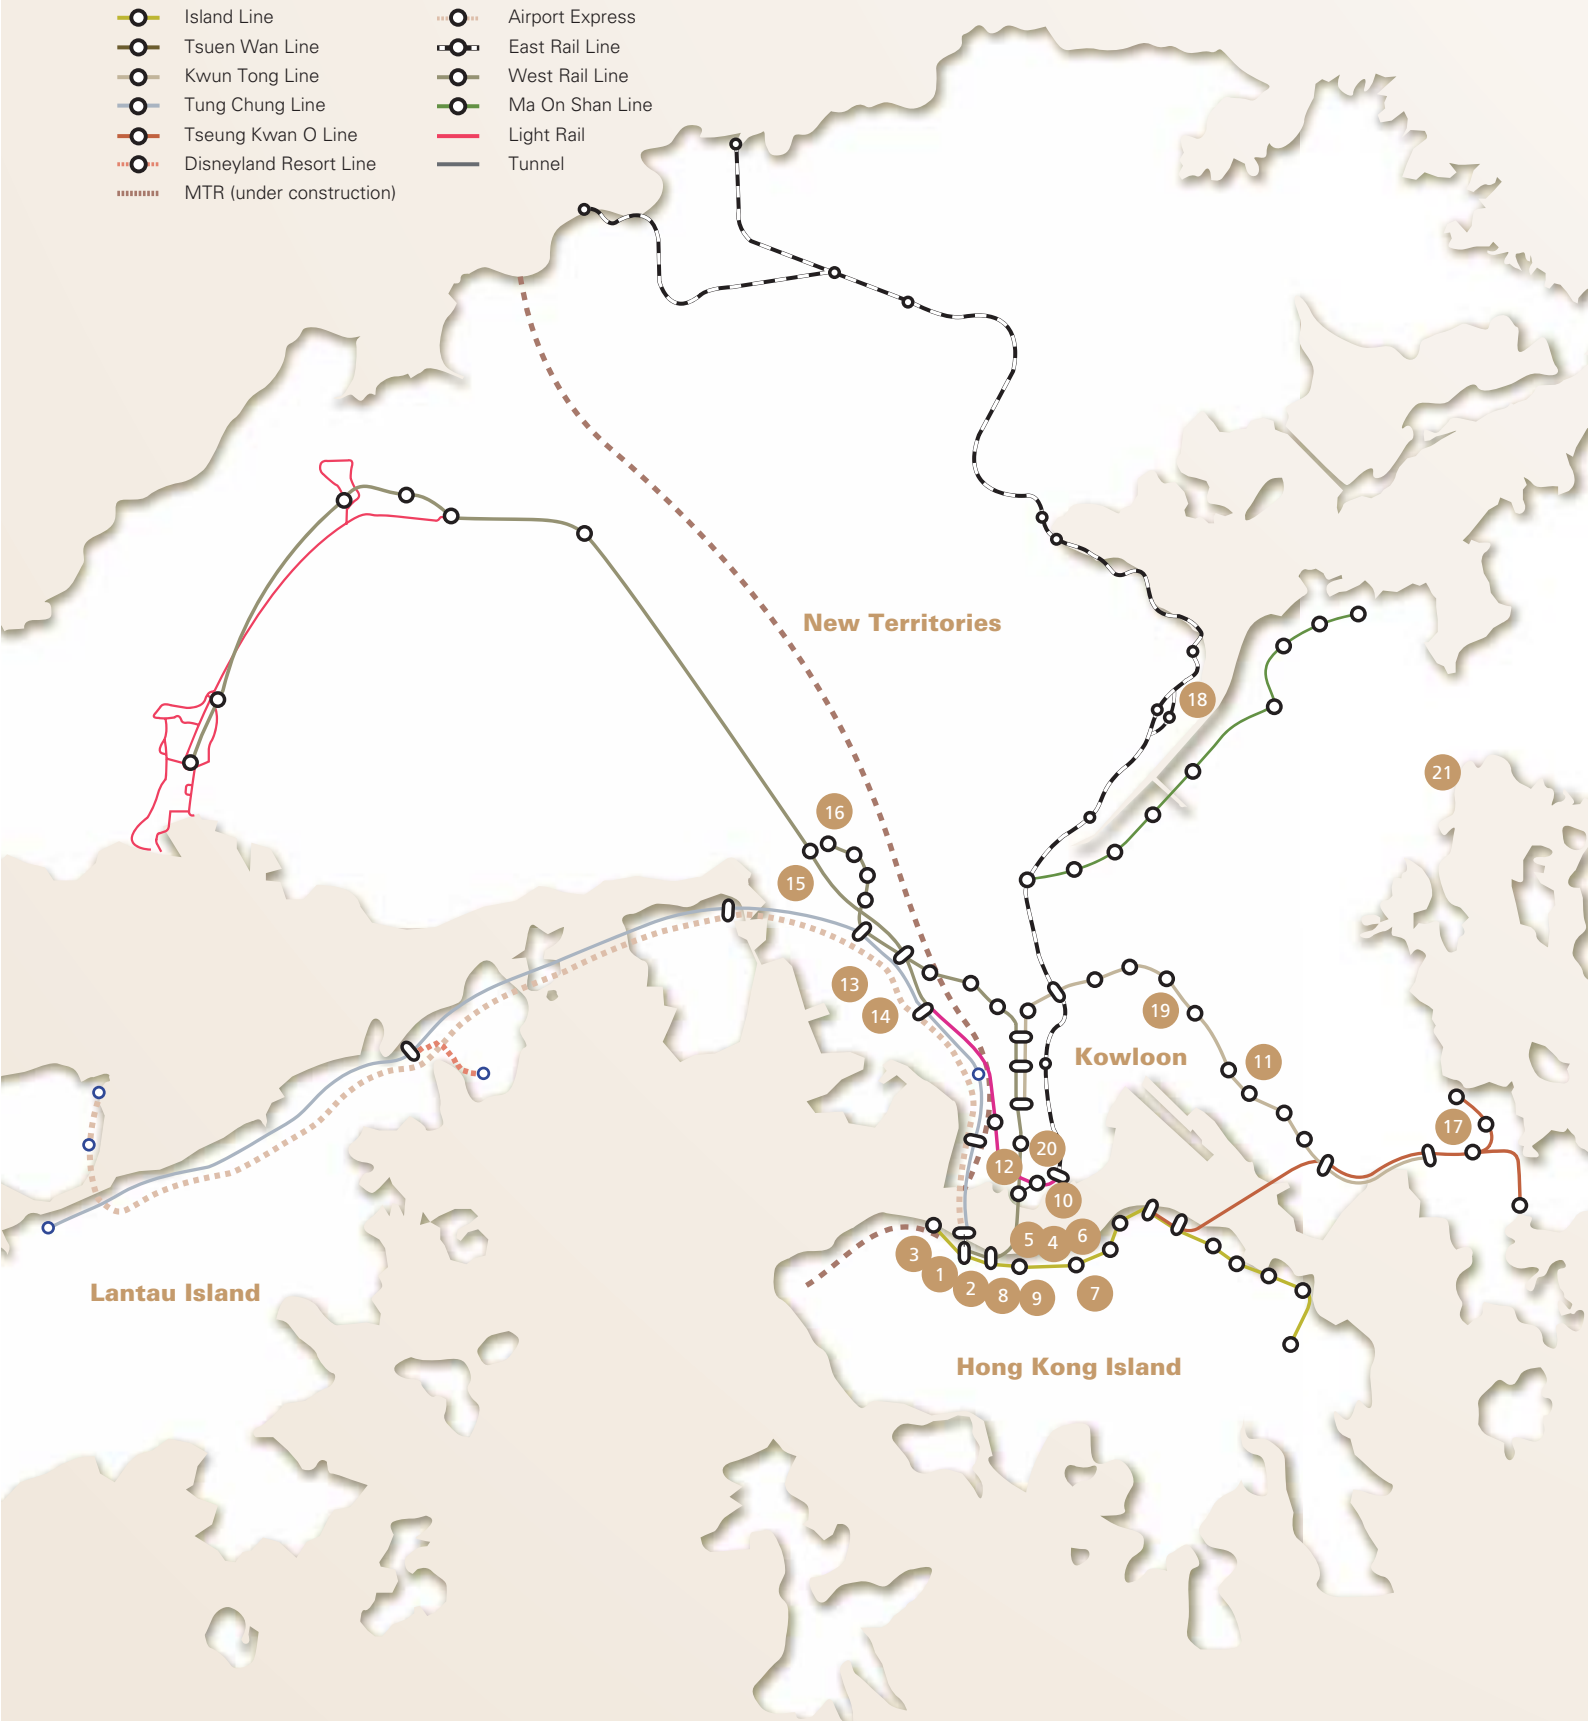 Island Line
Tsuen Wan Line
Kwun Tong Line
Tung Chung Line
Tseung Kwan O Line
Disneyland Resort Line
MTR (under construction)
Airport Express
East Rail Line
West Rail Line
Ma On Shan Line
Light Rail
Tunnel
New Territories
18
21
16
15
13
14
19
Kowloon
11
17
20
12
10
5
4
6
3
1
2
8
9
7
Lantau Island
Hong Kong Island